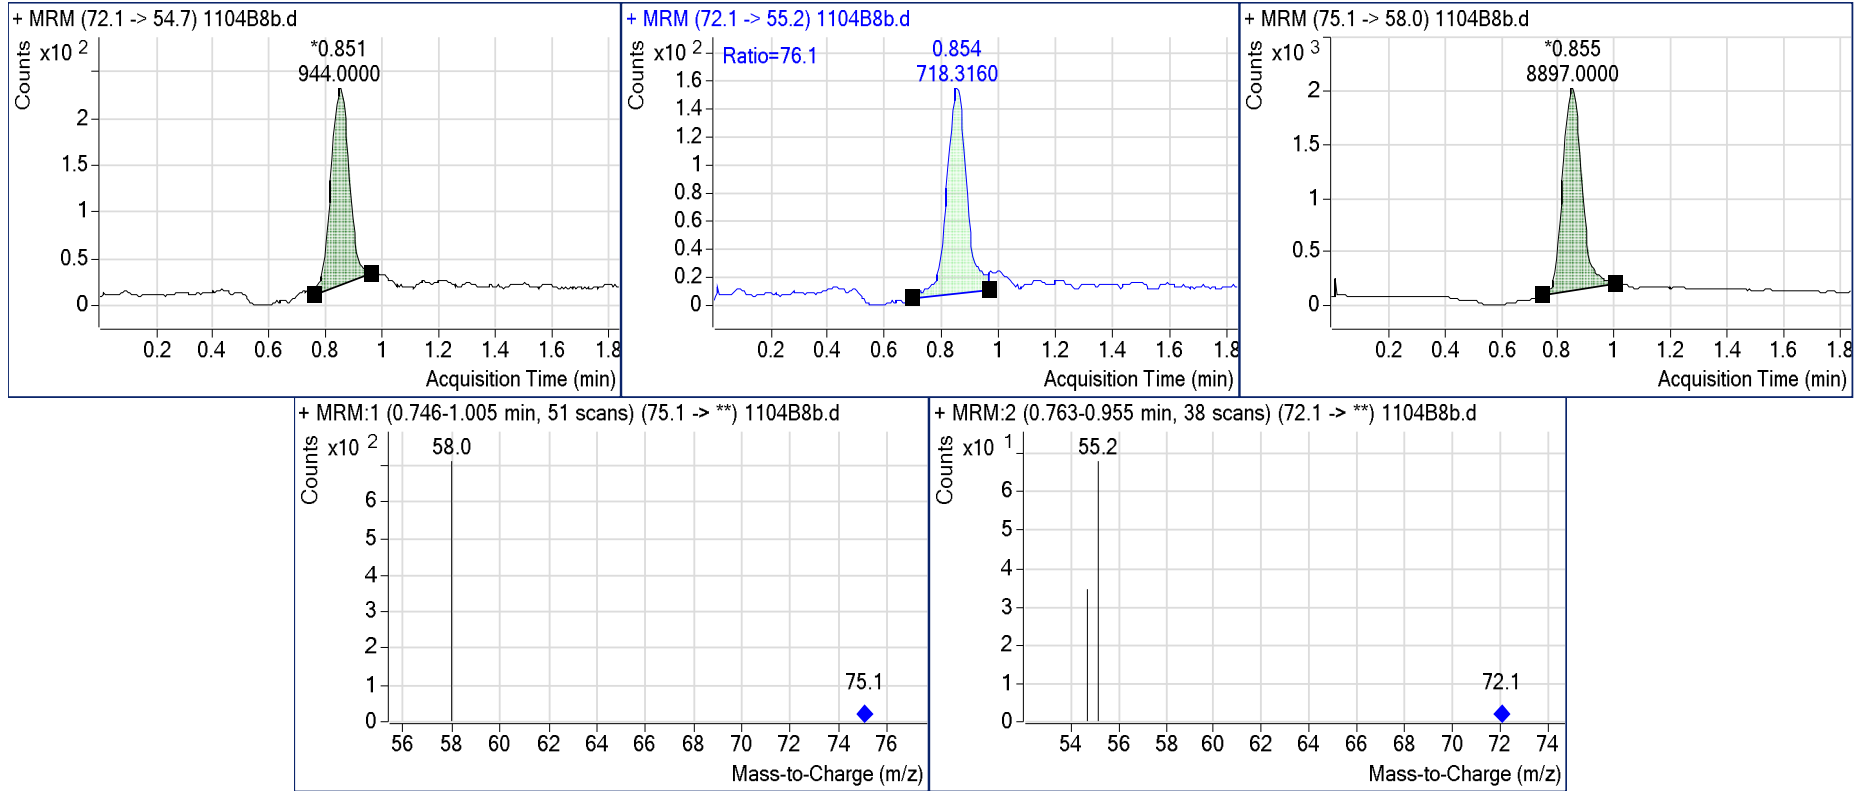 + MRM (72.1 -> 54.7) 1104B8b.d
Counts
x10 2
*0.851
944.0000
2
1.5
1
0.5
0
0.2 0.4 0.6 0.8 1 1.2 1.4 1.6 1.8
Acquisition Time (min)
+ MRM (72.1 -> 55.2) 1104B8b.d
Counts
x10 2
Ratio=76.1
0.854
718.3160
1.6
1.4
1.2
1
0.8
0.6
0.4
0.2
0
0.2 0.4 0.6 0.8 1 1.2 1.4 1.6 1.8
Acquisition Time (min)
+ MRM (75.1 -> 58.0) 1104B8b.d
Counts
x10 3
*0.855
8897.0000
2
1.5
1
0.5
0
0.2 0.4 0.6 0.8 1 1.2 1.4 1.6 1.8
Acquisition Time (min)
+ MRM:1 (0.746-1.005 min, 51 scans) (75.1 -> **) 1104B8b.d
Counts
x10 2
58.0
6
5
4
3
2
1
0
75.1
56 58 60 62 64 66 68 70 72 74 76
Mass-to-Charge (m/z)
+ MRM:2 (0.763-0.955 min, 38 scans) (72.1 -> **) 1104B8b.d
Counts
x10 1
55.2
6
5
4
3
2
1
0
72.1
54 56 58 60 62 64 66 68 70 72 74
Mass-to-Charge (m/z)